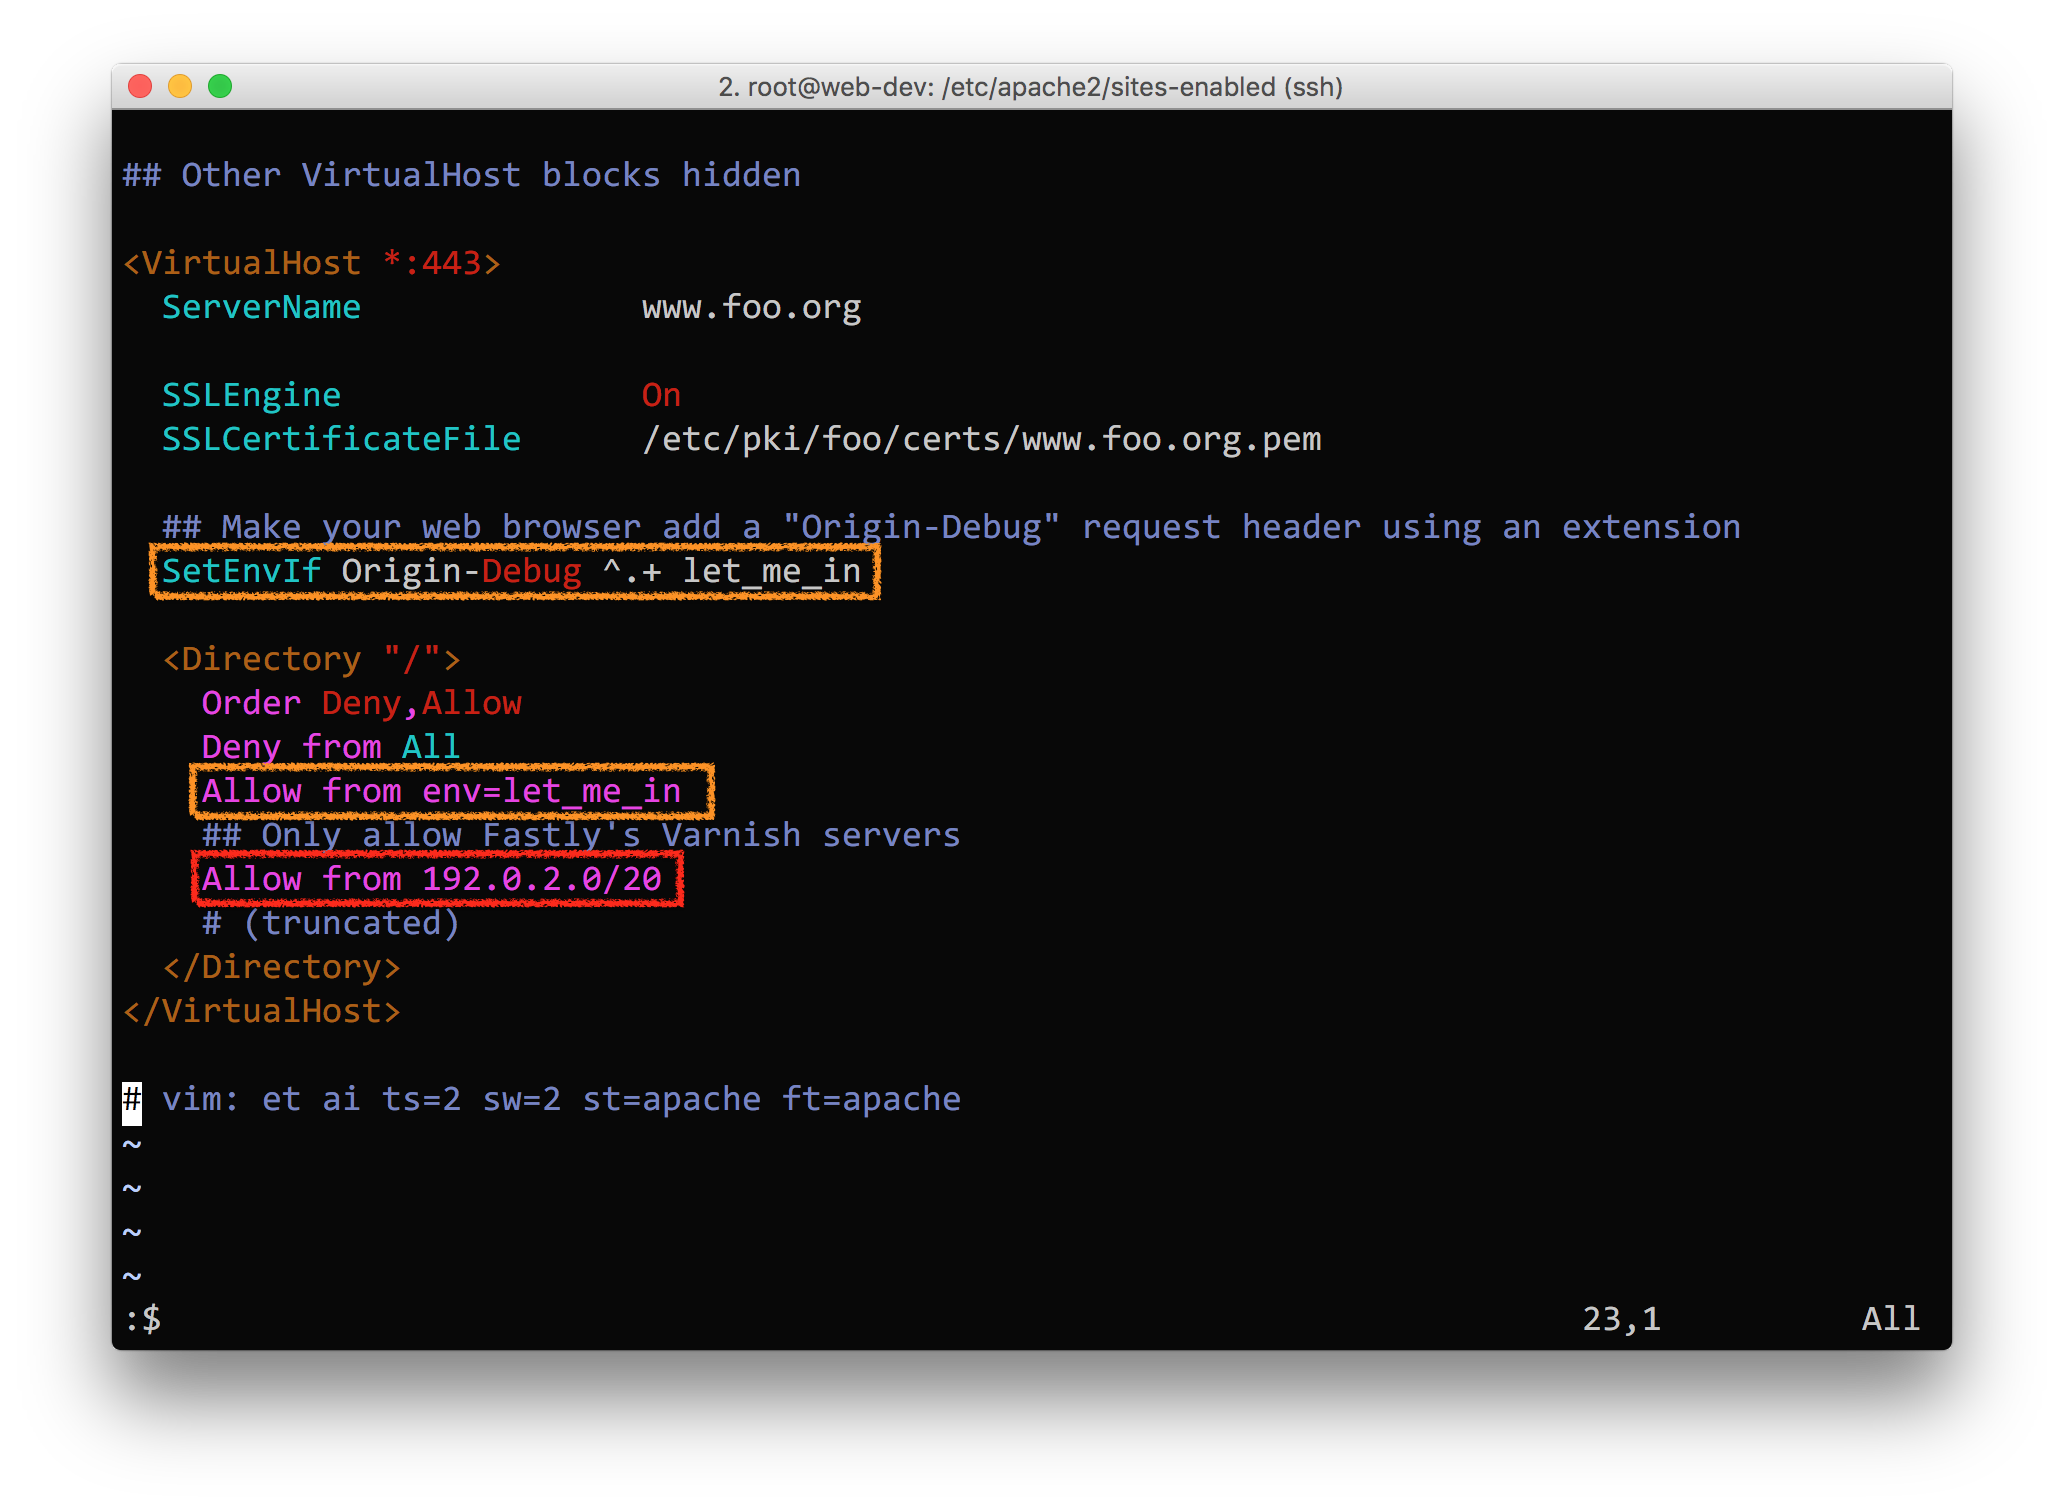 2. root@web-dev: /etc/apache2/sites-enabled (ssh)
## Other VirtualHost blocks hidden
<VirtualHost *:443>
  ServerName              www.foo.org
  SSLEngine               On
  SSLCertificateFile      /etc/pki/foo/certs/www.foo.org.pem
  ## Make your web browser add a "Origin-Debug" request header using an extension
  SetEnvIf Origin-Debug ^.+ let_me_in
  <Directory "/">
    Order Deny,Allow
    Deny from All
    Allow from env=let_me_in
    ## Only allow Fastly's Varnish servers
    Allow from 192.0.2.0/20
    # (truncated)
  </Directory>
</VirtualHost>
# vim: et ai ts=2 sw=2 st=apache ft=apache
~
~
~
~
:$ 23,1 All